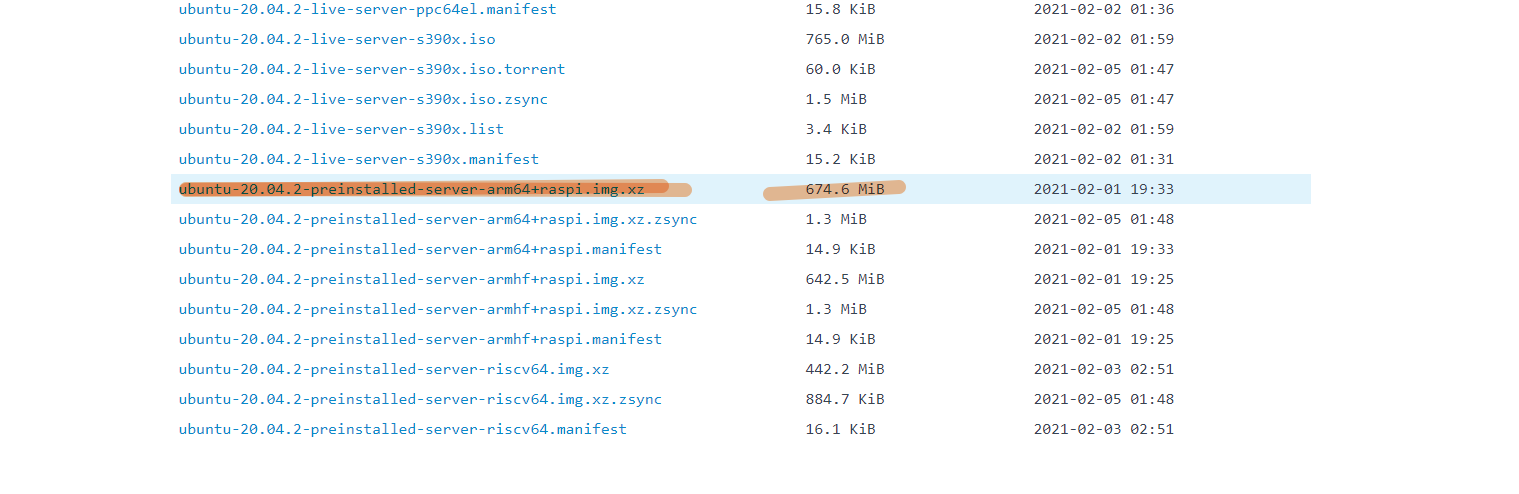 ubuntu-20.04.2-live-server-ppc64el.manifest 15.8 KiB 2021-02-02 01:36
ubuntu-20.04.2-live-server-s390x.iso 765.0 MiB 2021-02-02 01:59
ubuntu-20.04.2-live-server-s390x.iso.torrent 60.0 KiB 2021-02-05 01:47
ubuntu-20.04.2-live-server-s390x.iso.zsync 1.5 MiB 2021-02-05 01:47
ubuntu-20.04.2-live-server-s390x.list 3.4 KiB 2021-02-02 01:59
ubuntu-20.04.2-live-server-s390x.manifest 15.2 KiB 2021-02-02 01:31
ubuntu-20.04.2-preinstalled-server-arm64+raspi.img.xz 674.6 MiB 2021-02-01 19:33
ubuntu-20.04.2-preinstalled-server-arm64+raspi.img.xz.zsync 1.3 MiB 2021-02-05 01:48
ubuntu-20.04.2-preinstalled-server-arm64+raspi.manifest 14.9 KiB 2021-02-01 19:33
ubuntu-20.04.2-preinstalled-server-armhf+raspi.img.xz 642.5 MiB 2021-02-01 19:25
ubuntu-20.04.2-preinstalled-server-armhf+raspi.img.xz.zsync 1.3 MiB 2021-02-05 01:48
ubuntu-20.04.2-preinstalled-server-armhf+raspi.manifest 14.9 KiB 2021-02-01 19:25
ubuntu-20.04.2-preinstalled-server-riscv64.img.xz 442.2 MiB 2021-02-03 02:51
ubuntu-20.04.2-preinstalled-server-riscv64.img.xz.zsync 884.7 KiB 2021-02-05 01:48
ubuntu-20.04.2-preinstalled-server-riscv64.manifest 16.1 KiB 2021-02-03 02:51